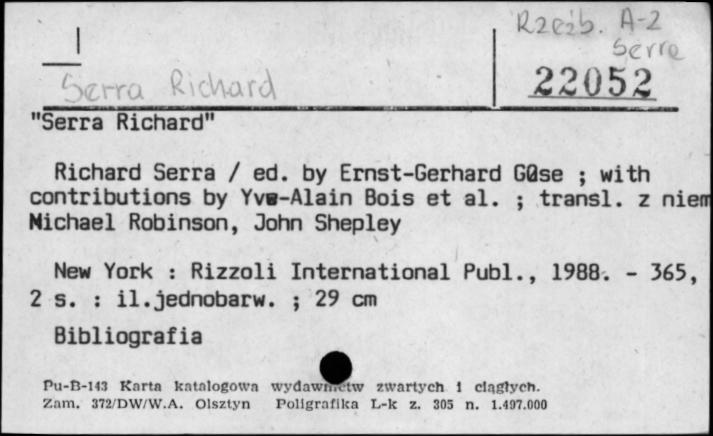 Rzeźb. A-2
Serra
Serra Richard
22052
"Serra Richard"
Richard Serra / ed. by Ernst-Gerhard GØse ; with
contributions by Yve-Alain Bois et al. ; transl. z niem
Michael Robinson, John Shepley
New York : Rizzoli International Publ., 1988. - 365,
2 s. : il.jednobarw. ; 29 cm
Bibliografia
Pu-B-143 Karta katalogowa wydawnictw zwartych i ciągłych.
Zam. 372/DW/W.A. Olsztyn Poligrafika L-k z. 305 n. 1.497.000